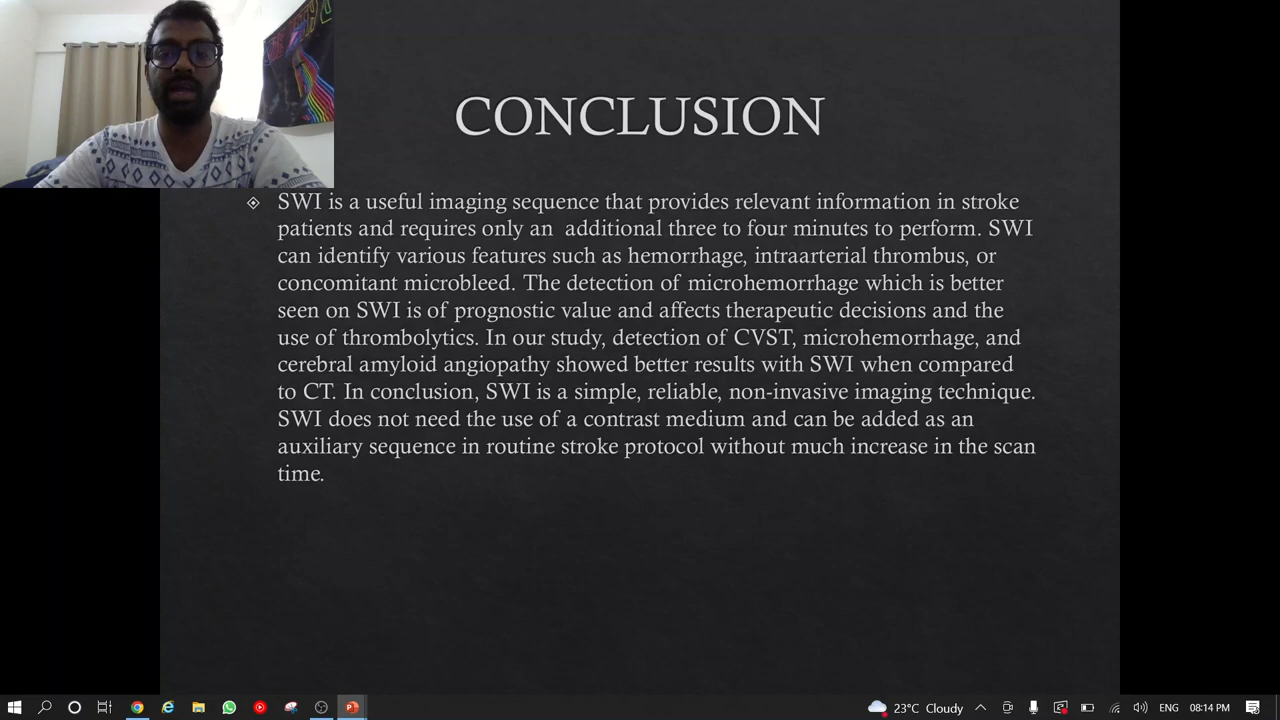 CONCLUSION
SWI is a useful imaging sequence that provides relevant information in stroke
patients and requires only an additional three to four minutes to perform. SWI
can identify various features such as hemorrhage, intraarterial thrombus, or
concomitant microbleed. The detection of microhemorrhage which is better
seen on SWI is of prognostic value and affects therapeutic decisions and the
use of thrombolytics. In our study, detection of CVST, microhemorrhage, and
cerebral amyloid angiopathy showed better results with SWI when compared
to CT. In conclusion, SWI is a simple, reliable, non-invasive imaging technique.
SWI does not need the use of a contrast medium and can be added as an
auxiliary sequence in routine stroke protocol without much increase in the scan
time.
23°C Cloudy ENG 08:14 PM